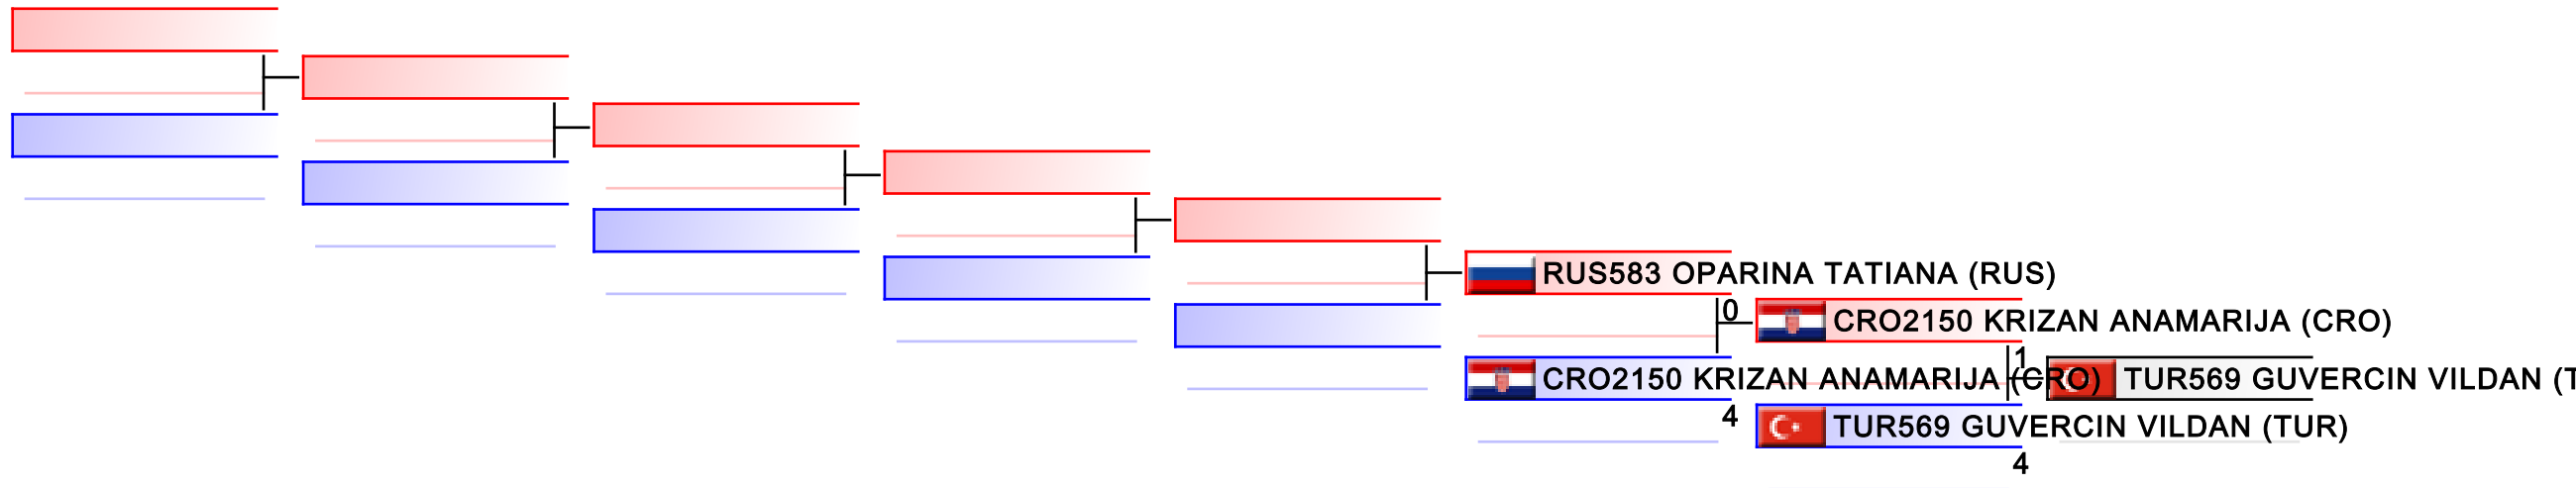 RUS583 OPARINA TATIANA (RUS)
0
CRO2150 KRIZAN ANAMARIJA (CRO)
1
CRO2150 KRIZAN ANAMARIJA (CRO)
TUR569 GUVERCIN VILDAN (T
4
TUR569 GUVERCIN VILDAN (TUR)
4